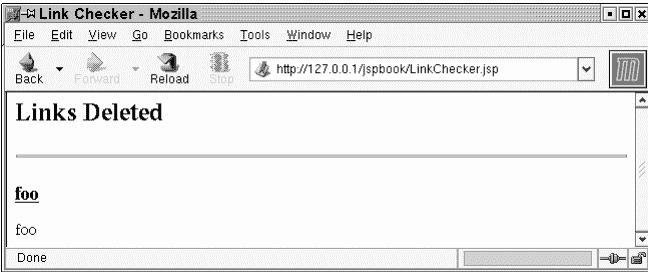 Link Checker - Mozilla
File Edit View Go Bookmarks Tools Window Help
Back Forward Reload Stop http://127.0.0.1/jspbook/LinkChecker.jsp
Links Deleted
foo
foo
Done